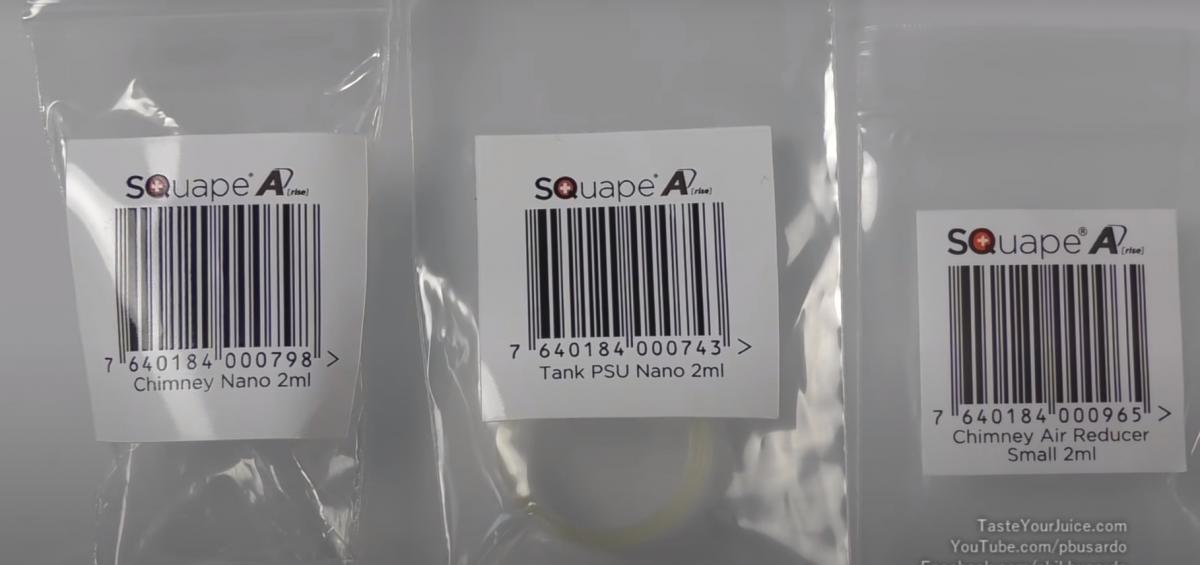 SQuape® A[rise]
7 640184 000798 >
Chimney Nano 2ml
SQuape® A[rise]
7 640184 000743 >
Tank PSU Nano 2ml
SQuape® A[rise]
7 640184 000965 >
Chimney Air Reducer
Small 2ml
TasteYourJuice.com
YouTube.com/pbusardo